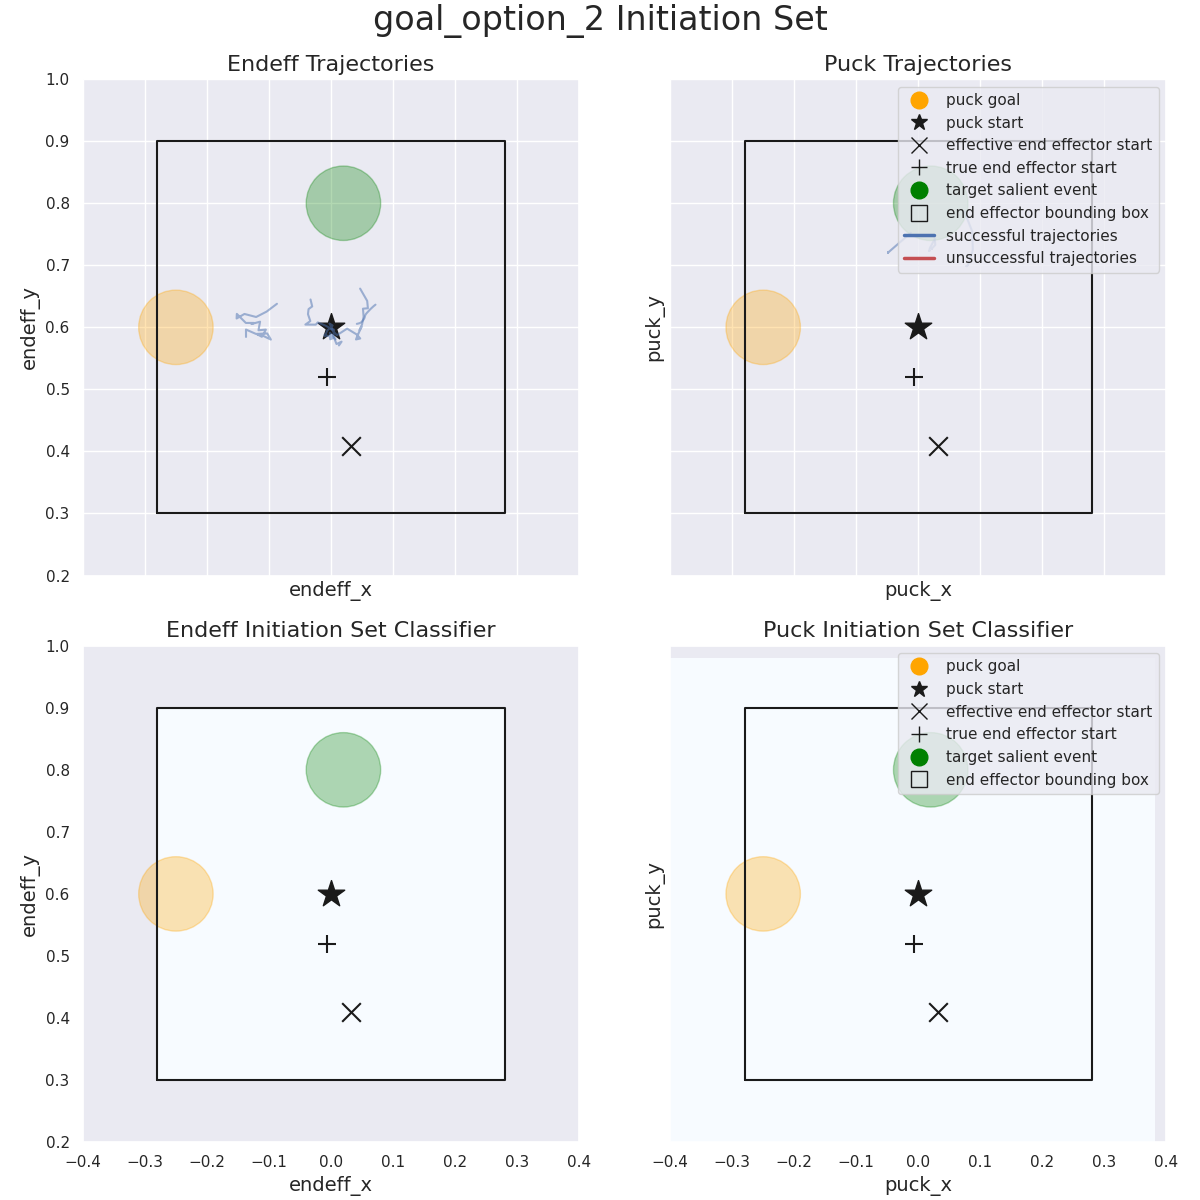 goal_option_2 Initiation Set
Endeff Trajectories
Puck Trajectories
1.0
0.9
0.8
0.7
0.6
0.5
0.4
0.3
0.2
endeff_y
endeff_x
puck_y
puck_x
puck goal
puck start
effective end effector start
true end effector start
target salient event
end effector bounding box
successful trajectories
unsuccessful trajectories
Endeff Initiation Set Classifier
Puck Initiation Set Classifier
1.0
0.9
0.8
0.7
0.6
0.5
0.4
0.3
0.2
endeff_y
−0.4 −0.3 −0.2 −0.1 0.0 0.1 0.2 0.3 0.4
endeff_x
puck_y
puck goal
puck start
effective end effector start
true end effector start
target salient event
end effector bounding box
−0.4 −0.3 −0.2 −0.1 0.0 0.1 0.2 0.3 0.4
puck_x